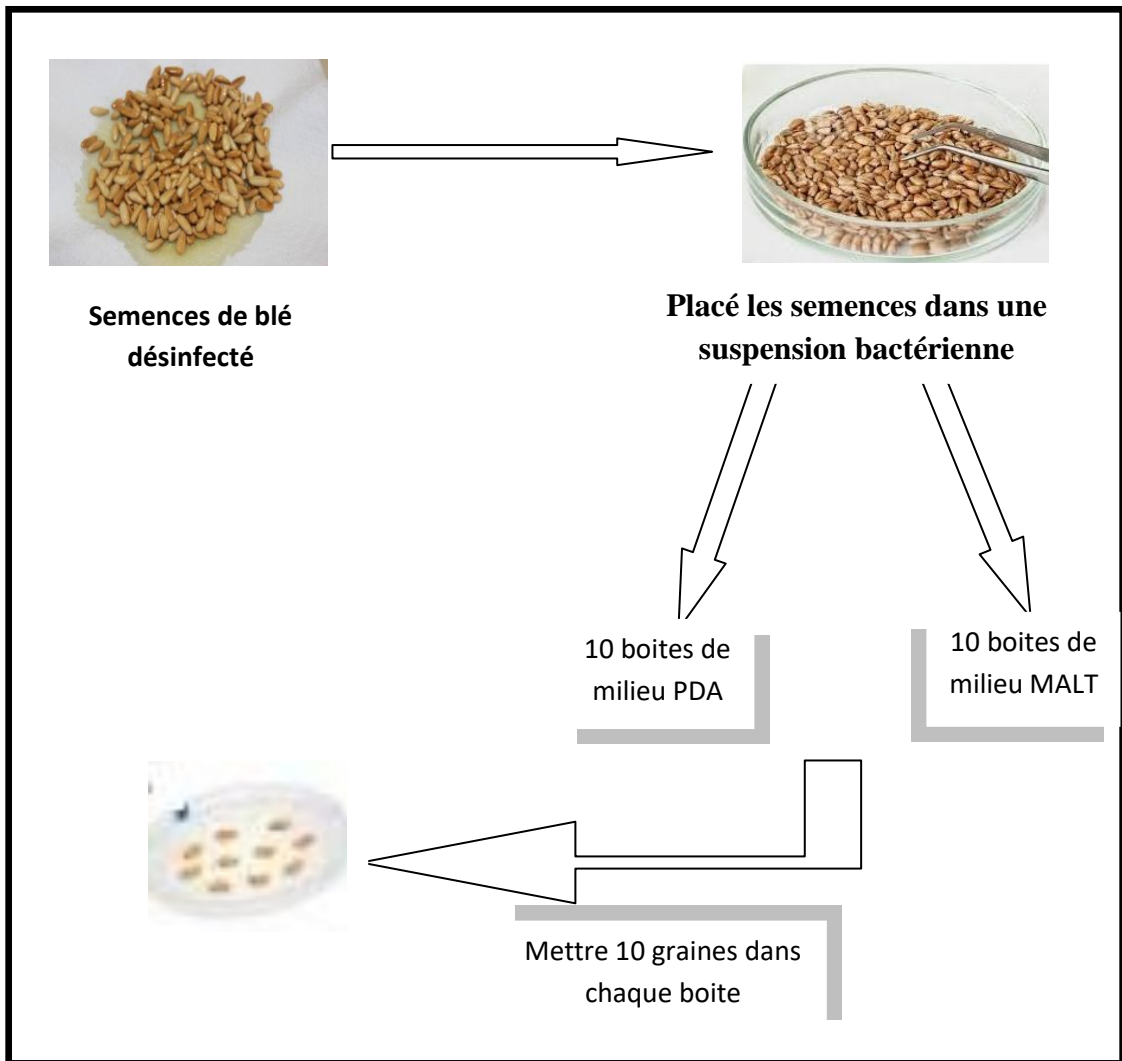 Semences de blé
désinfecté
Placé les semences dans une
suspension bactérienne
10 boites de
milieu PDA
10 boites de
milieu MALT
Mettre 10 graines dans
chaque boite